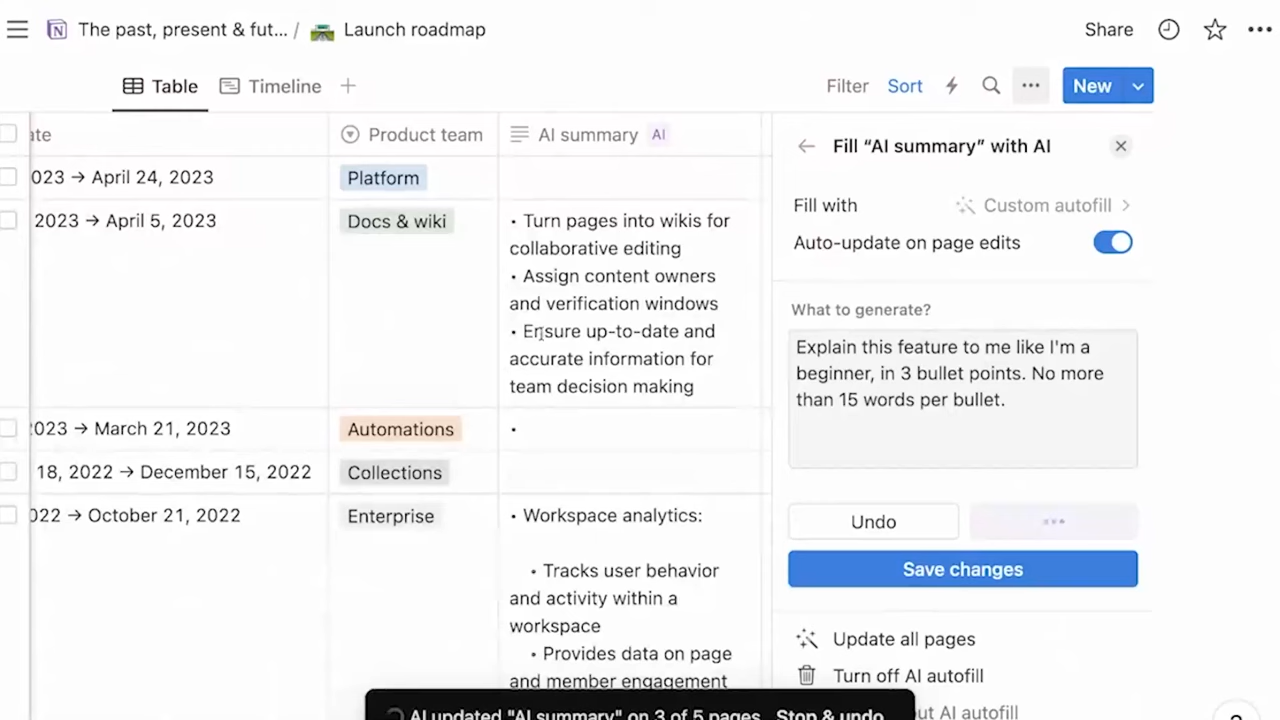 The past, present & fut... / Launch roadmap
Share
Table
Timeline
Filter
Sort
New
Product team
AI summary AI
Fill “AI summary” with AI
023 → April 24, 2023
Platform
Fill with
Custom autofill
2023 → April 5, 2023
Docs & wiki
• Turn pages into wikis for
collaborative editing
• Assign content owners
and verification windows
• Ensure up-to-date and
accurate information for
team decision making
Auto-update on page edits
What to generate?
Explain this feature to me like I'm a
beginner, in 3 bullet points. No more
than 15 words per bullet.
2023 → March 21, 2023
Automations
•
18, 2022 → December 15, 2022
Collections
022 → October 21, 2022
Enterprise
• Workspace analytics:
• Tracks user behavior
and activity within a
workspace
• Provides data on page
and member engagement
Undo
Save changes
Update all pages
Turn off AI autofill
AI autofill
AI updated "AI summary" on 3 of 5 pages. Stop & undo